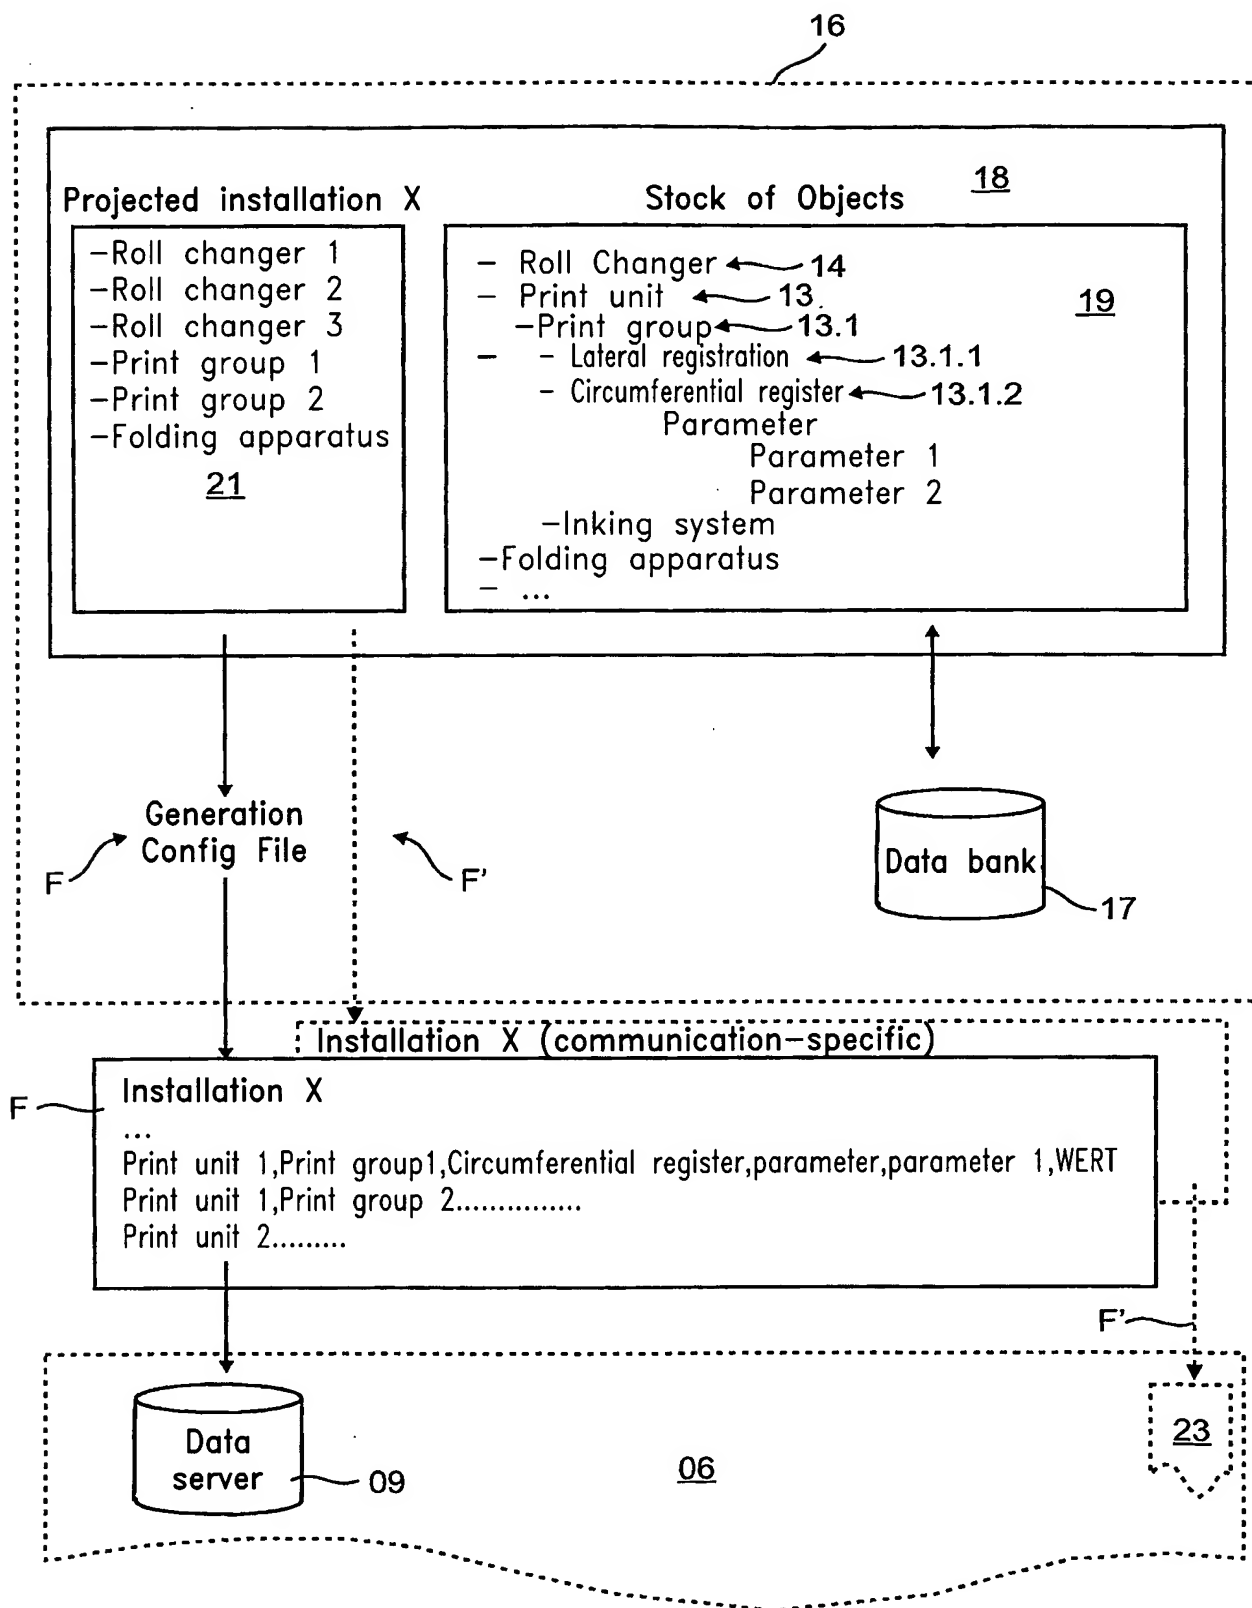 16
18
Projected installation X
Stock of Objects
-Roll changer 1
-Roll changer 2
-Roll changer 3
-Print group 1
-Print group 2
-Folding apparatus
21
- Roll Changer 14
- Print unit 13
-Print group 13.1
- - Lateral registration 13.1.1
- Circumferential register 13.1.2
Parameter
Parameter 1
Parameter 2
-Inking system
-Folding apparatus
- ...
19
Generation
Config File
F
F'
Data bank
17
Installation X (communication-specific)
F
Installation X
...
Print unit 1,Print group1,Circumferential register,parameter,parameter 1,WERT
Print unit 1,Print group 2...............
Print unit 2.........
F'
Data
server
09
06
23